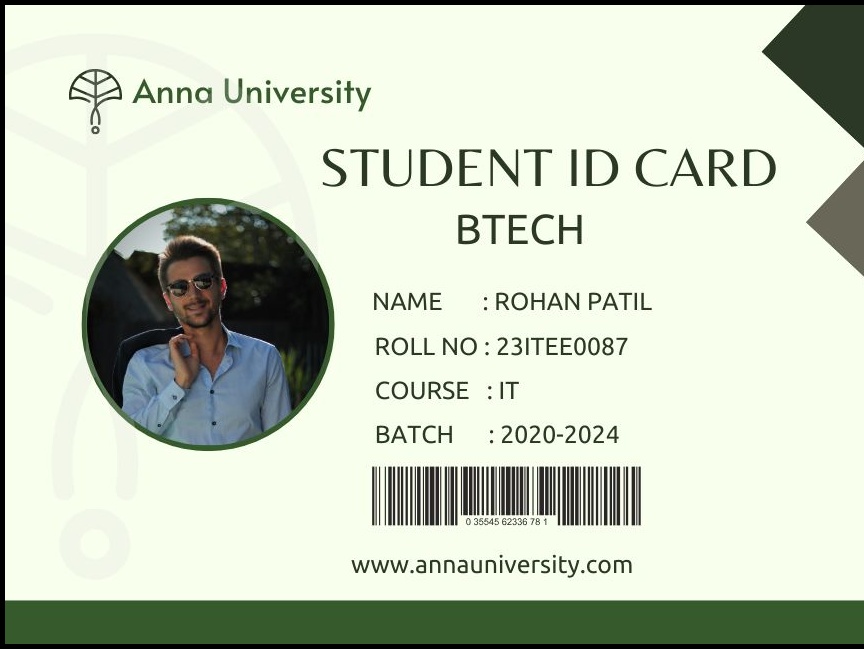 Anna University
STUDENT ID CARD
BTECH
NAME : ROHAN PATIL
ROLL NO : 23ITEE0087
COURSE : IT
BATCH : 2020-2024
0 35545 62336 78 1
www.annauniversity.com